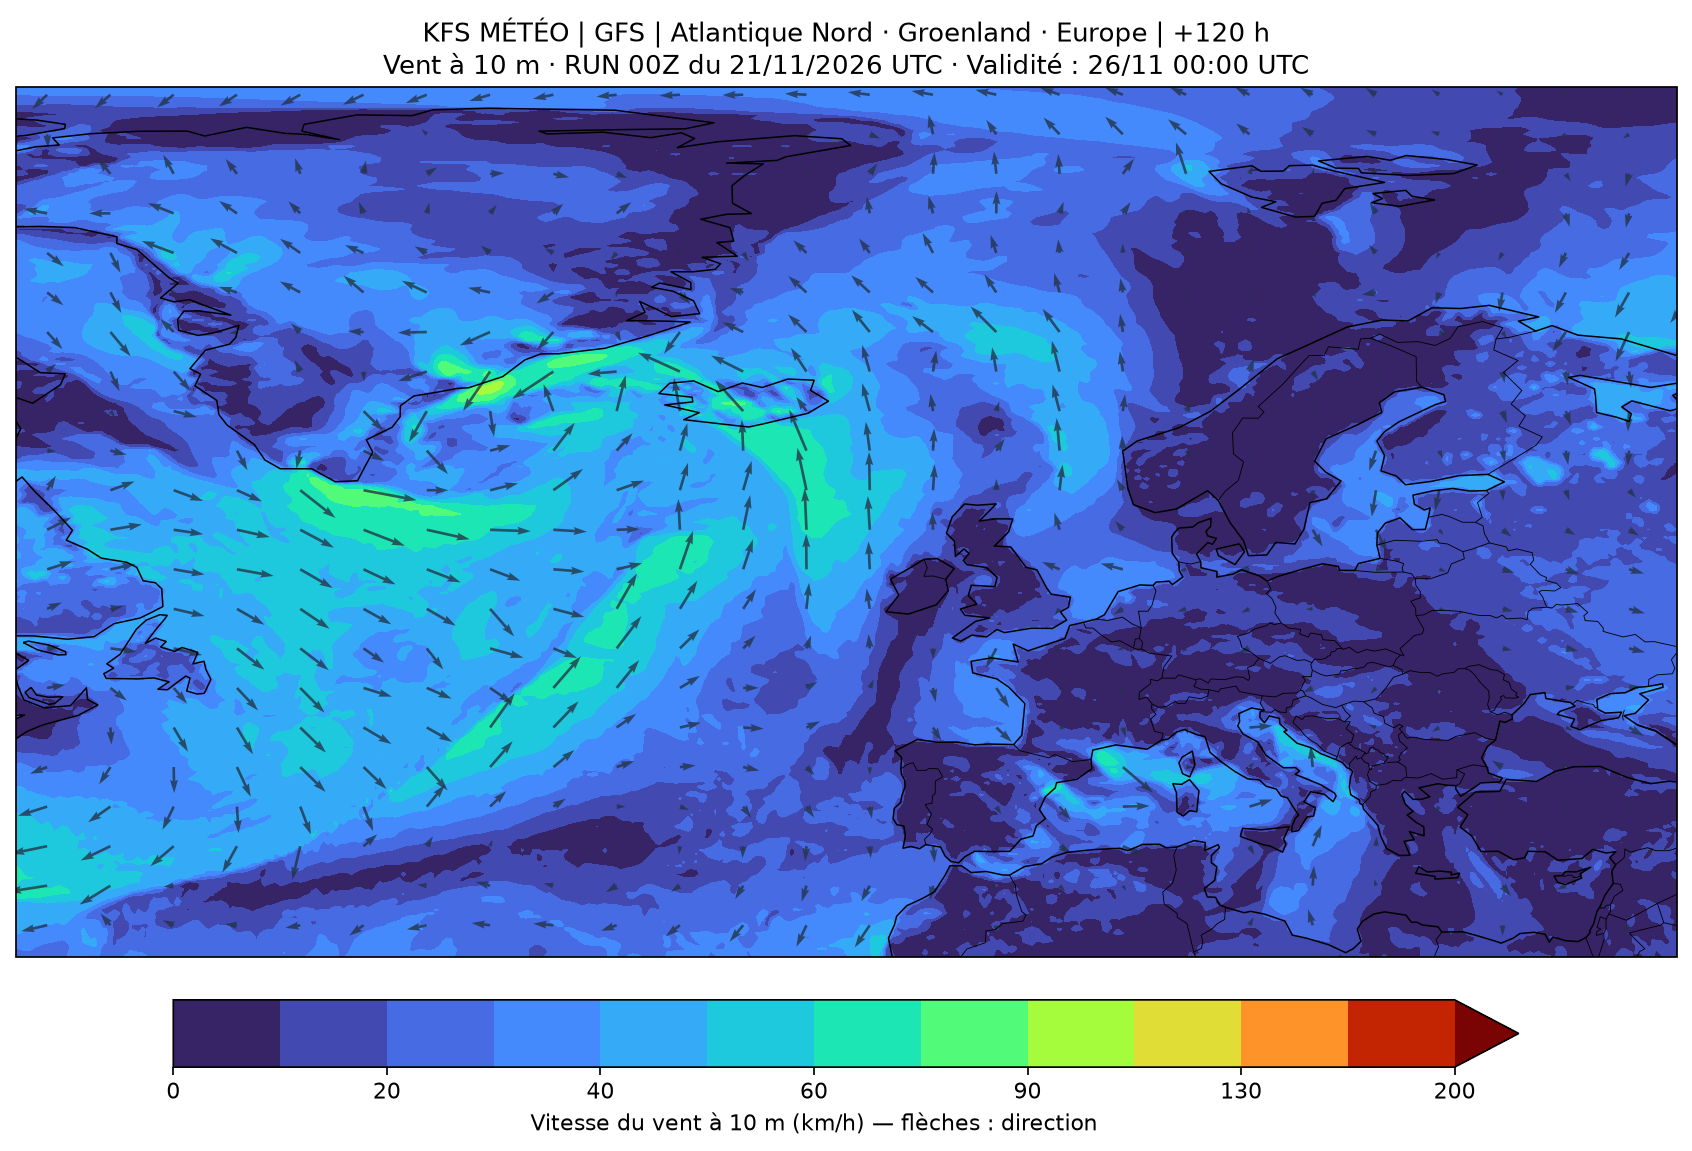 KFS MÉTÉO | GFS | Atlantique Nord · Groenland · Europe | +120 h
Vent à 10 m · RUN 00Z du 21/11/2026 UTC · Validité : 26/11 00:00 UTC
0 20 40 60 90 130 200
Vitesse du vent à 10 m (km/h) — flèches : direction